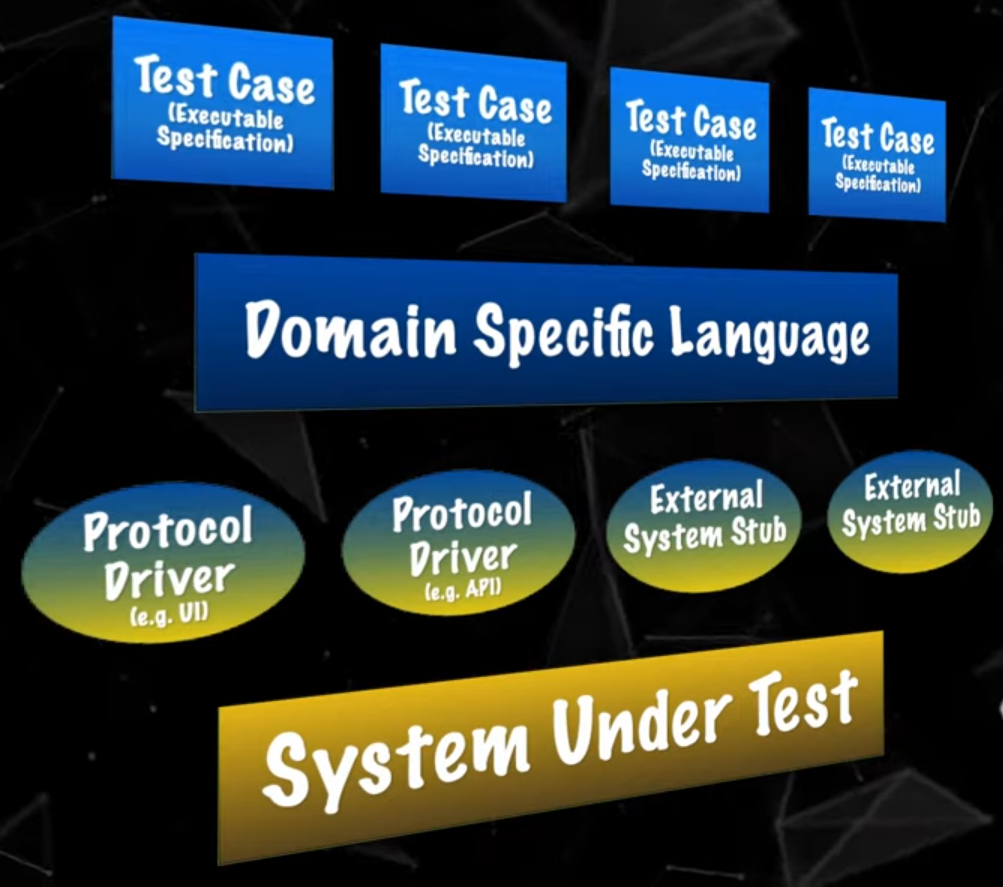 Test Case
(Executable
Specification)
Test Case
(Executable
Specification)
Test Case
(Executable
Specification)
Test Case
(Executable
Specification)
Domain Specific Language
Protocol
Driver
(e.g. UI)
Protocol
Driver
(e.g. API)
External
System Stub
External
System Stub
System Under Test